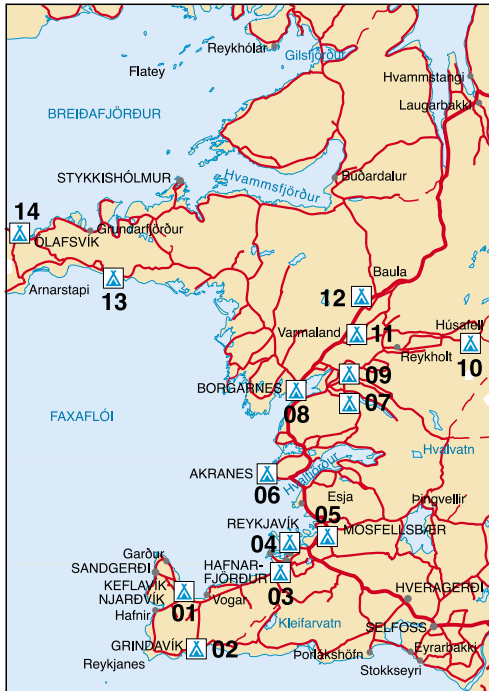 Reykhólar
Gilsfjörður
Flatey
Hvammstangi
Laugarbakki
BREIÐAFJÖRÐUR
STYKKISHÓLMUR
Hvammsfjörður
Búðardalur
14
Grundarfjörður
ÓLAFSVÍK
Baula
Arnarstapi
13
12
Varmaland
11
Húsafell
10
Reykholt
09
BORGARNES
08
07
FAXAFLÓI
Hvalvatn
AKRANES
06
Hvalfjörður
Esja
05
Þingvellir
REYKJAVÍK
04
MOSFELLSBÆR
Garður
SANDGERÐI
HAFNAR-
FJÖRÐUR
KEFLAVÍK
NJARÐVÍK
03
01
Vogar
Hafnir
HVERAGERÐI
Kleifarvatn
SELFOSS
GRINDAVÍK
02
Reykjanes
Þorlákshöfn
Eyrarbakki
Stokkseyri